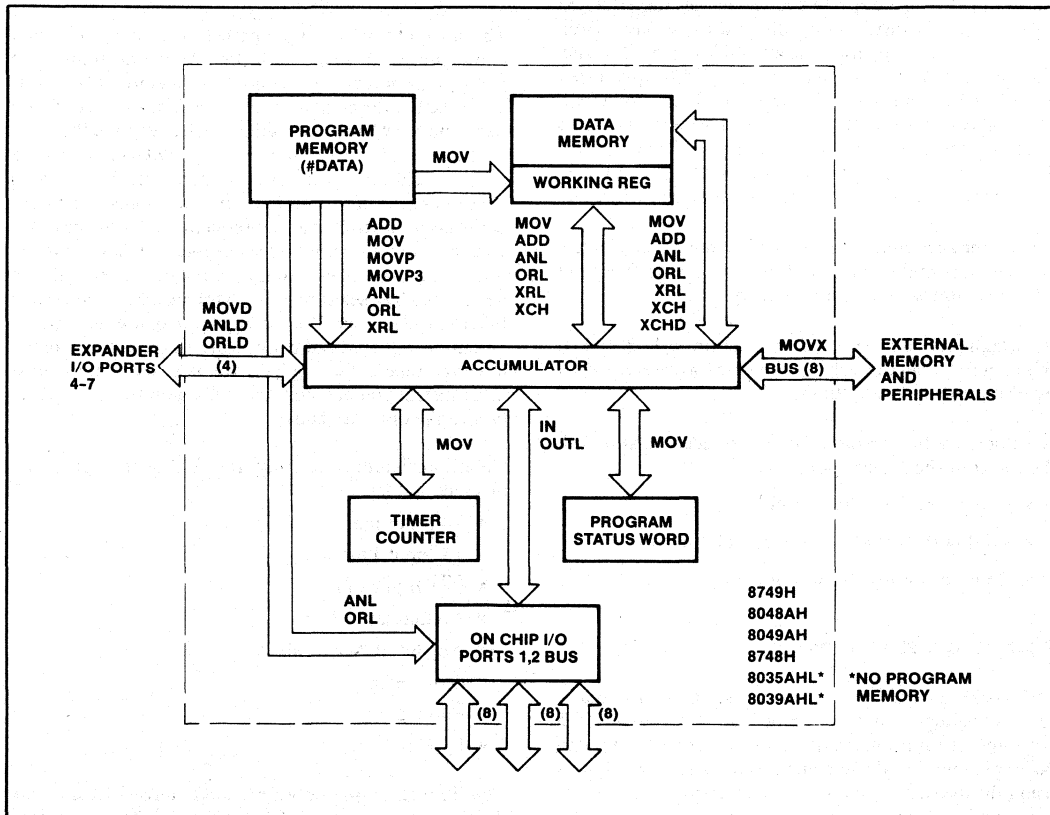 PROGRAM
MEMORY
(#DATA)
MOV
DATA
MEMORY
WORKING REG
ADD
MOV
MOVP
MOVP3
ANL
ORL
XRL
MOV
ADD
ANL
ORL
XRL
XCH
MOV
ADD
ANL
ORL
XRL
XCH
XCHD
MOVD
ANLD
ORLD
(4)
EXPANDER
I/O PORTS
4–7
ACCUMULATOR
MOVX
BUS (8)
EXTERNAL
MEMORY
AND
PERIPHERALS
MOV
IN
OUTL
MOV
TIMER
COUNTER
PROGRAM
STATUS WORD
ANL
ORL
ON CHIP I/O
PORTS 1,2 BUS
(8)
(8)
(8)
8749H
8048AH
8049AH
8748H
8035AHL*
8039AHL*
*NO PROGRAM
MEMORY